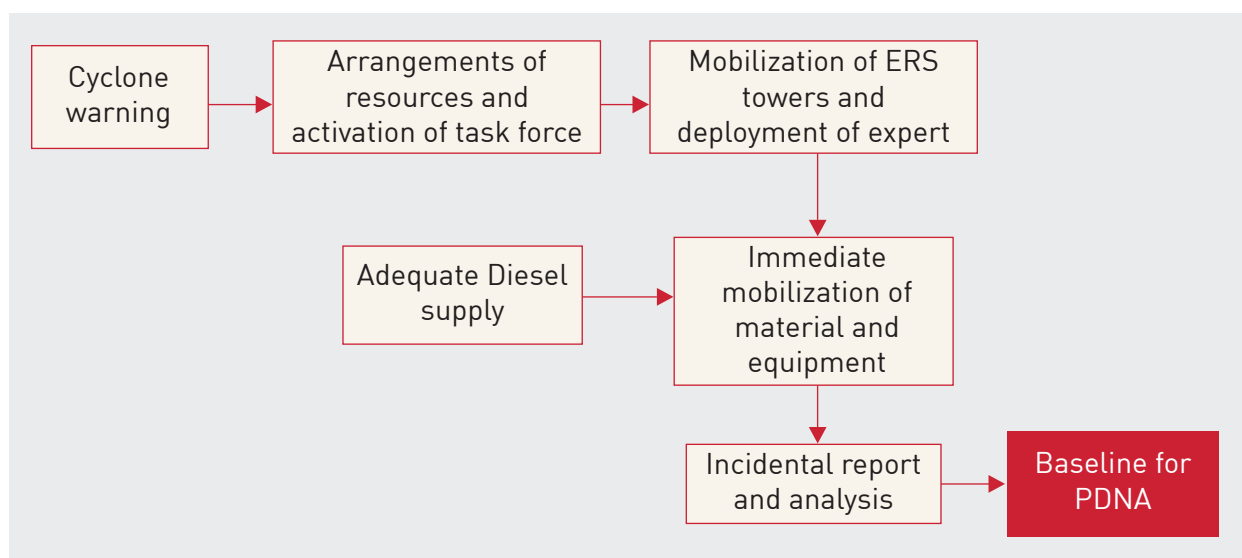 Cyclone
warning
Arrangements of
resources and
activation of task force
Mobilization of ERS
towers and
deployment of expert
Adequate Diesel
supply
Immediate
mobilization of
material and
equipment
Incidental report
and analysis
Baseline for
PDNA